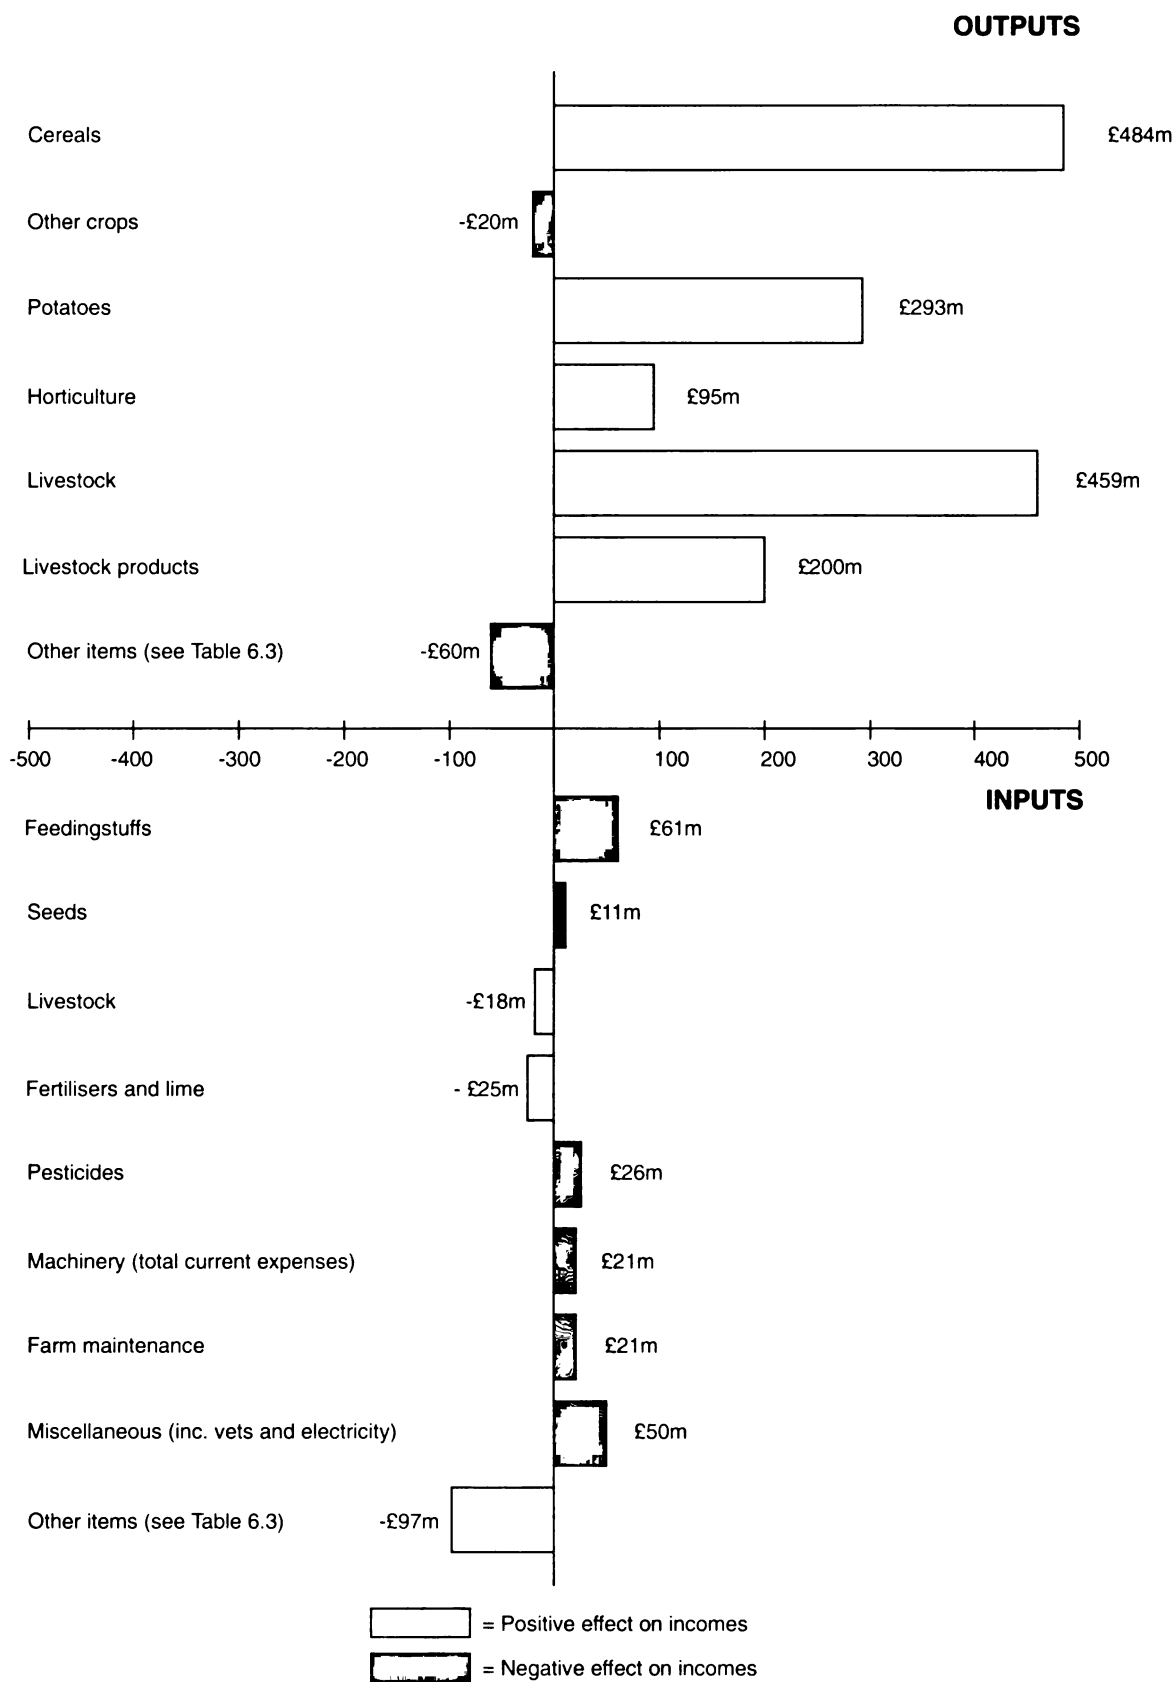 OUTPUTS
Cereals £484m
Other crops -£20m
Potatoes £293m
Horticulture £95m
Livestock £459m
Livestock products £200m
Other items (see Table 6.3) -£60m
-500 -400 -300 -200 -100 100 200 300 400 500
INPUTS
Feedingstuffs £61m
Seeds £11m
Livestock -£18m
Fertilisers and lime - £25m
Pesticides £26m
Machinery (total current expenses) £21m
Farm maintenance £21m
Miscellaneous (inc. vets and electricity) £50m
Other items (see Table 6.3) -£97m
= Positive effect on incomes
= Negative effect on incomes